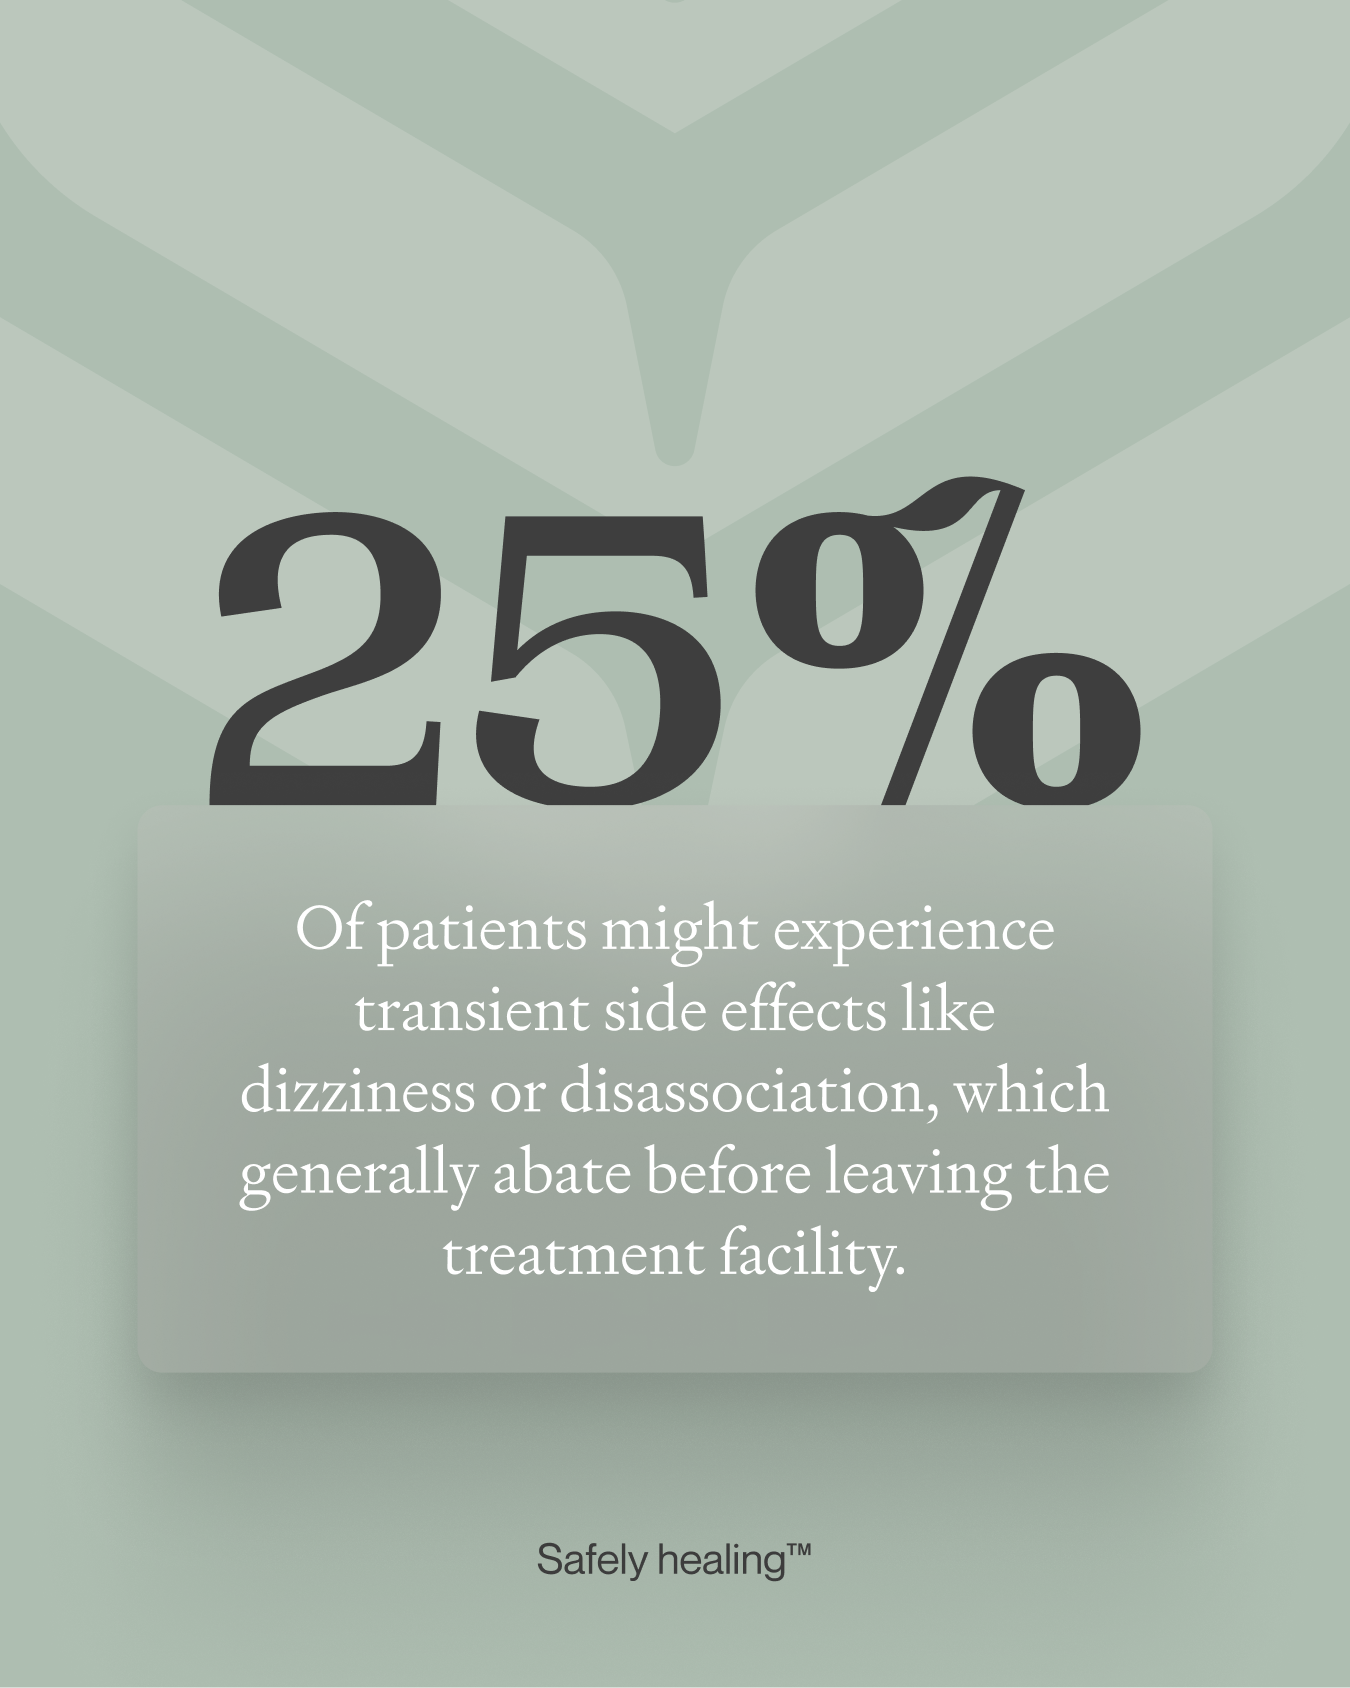 25%
Of patients might experience
transient side effects like
dizziness or disassociation, which
generally abate before leaving the
treatment facility.
Safely healing™